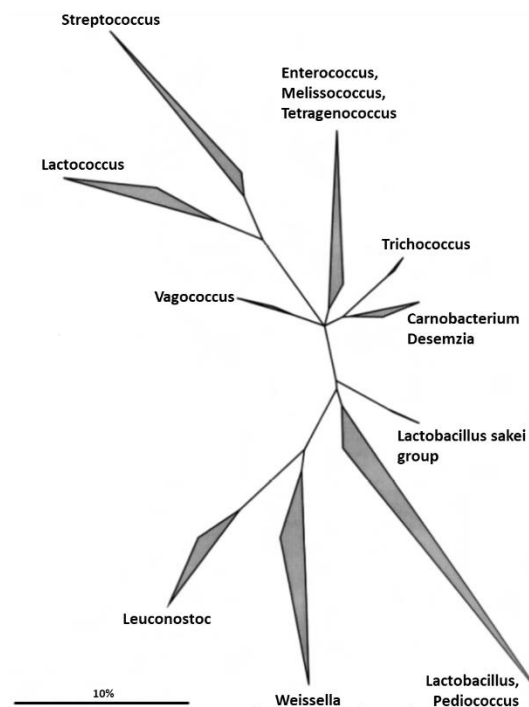 Streptococcus
Enterococcus,
Melissococcus,
Tetragenococcus
Lactococcus
Trichococcus
Vagococcus
Carnobacterium
Desemzia
Lactobacillus sakei
group
Leuconostoc
Lactobacillus,
Pediococcus
10%
Weissella